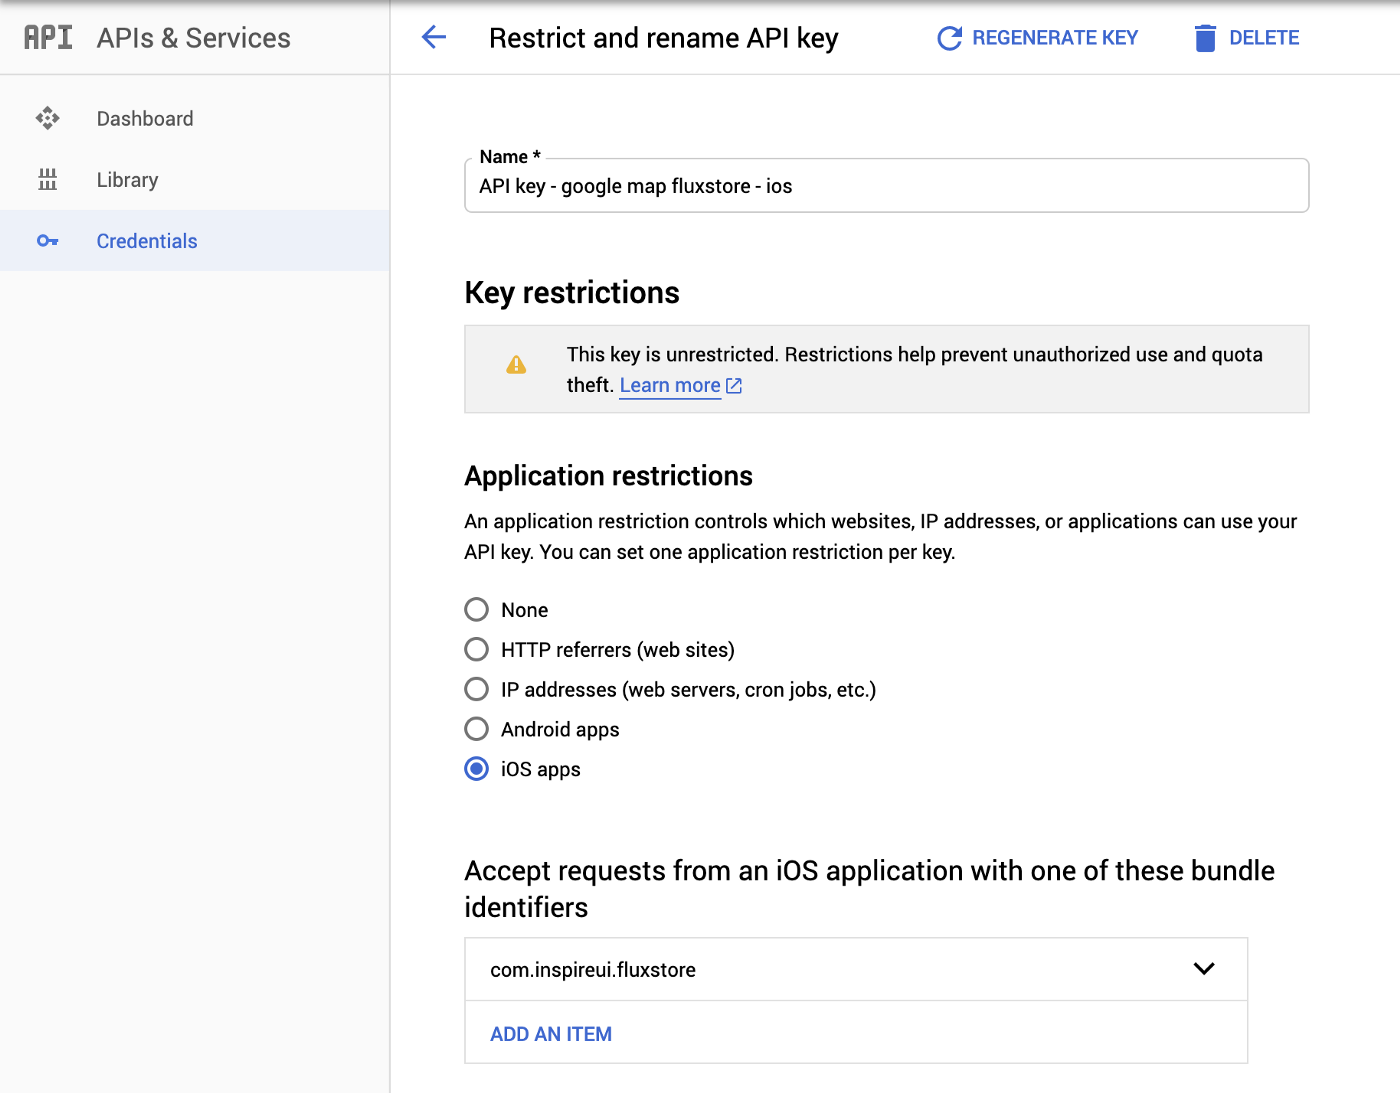 API APIs & Services
Restrict and rename API key
REGENERATE KEY
DELETE
Dashboard
Library
Credentials
Name *
API key - google map fluxstore - ios
Key restrictions
This key is unrestricted. Restrictions help prevent unauthorized use and quota
theft. Learn more
Application restrictions
An application restriction controls which websites, IP addresses, or applications can use your
API key. You can set one application restriction per key.
None
HTTP referrers (web sites)
IP addresses (web servers, cron jobs, etc.)
Android apps
iOS apps
Accept requests from an iOS application with one of these bundle
identifiers
com.inspireui.fluxstore
ADD AN ITEM